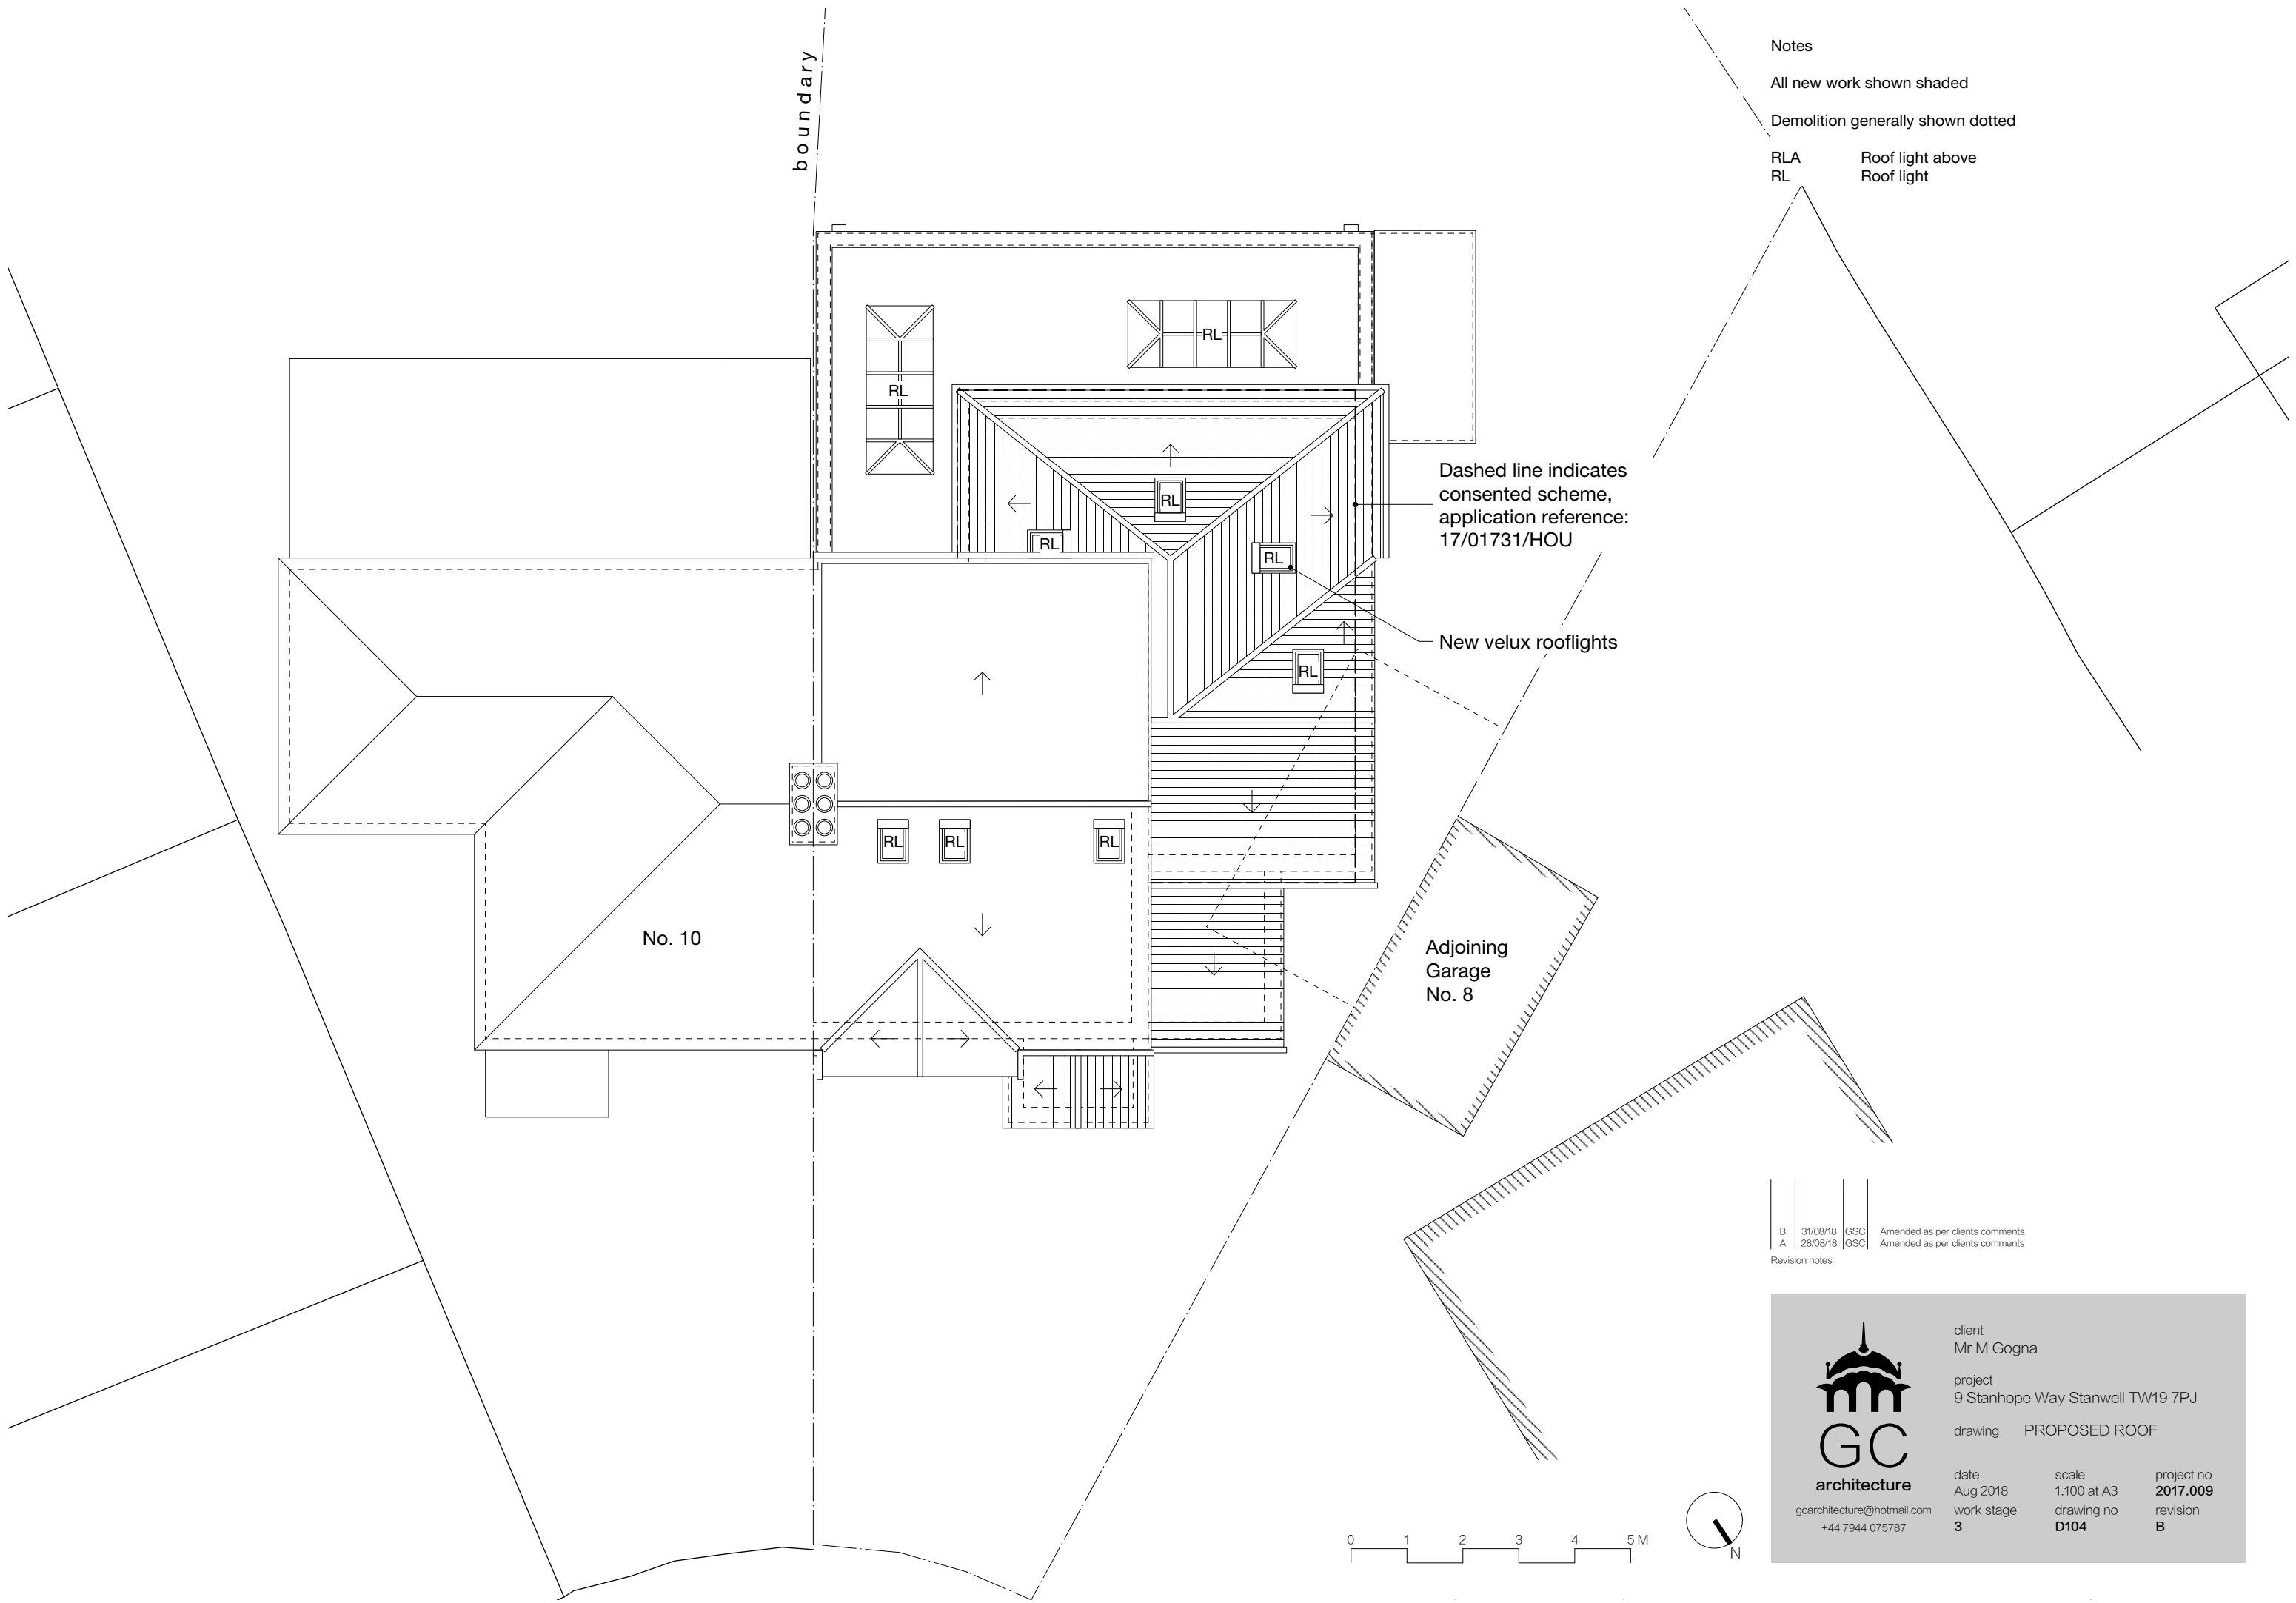 boundary
Notes
All new work shown shaded
Demolition generally shown dotted
RLA Roof light above
RL Roof light
RL
RL
RL
RL
RL
RL
RL
RL
RL
Dashed line indicates
consented scheme,
application reference:
17/01731/HOU
New velux rooflights
No. 10
Adjoining
Garage
No. 8
B 31/08/18 GSC Amended as per clients comments
A 28/08/18 GSC Amended as per clients comments
Revision notes
GC
architecture
gcarchitecture@hotmail.com
+44 7944 075787
client
Mr M Gogna
project
9 Stanhope Way Stanwell TW19 7PJ
drawing PROPOSED ROOF
date scale project no
Aug 2018 1.100 at A3 2017.009
work stage drawing no revision
3 D104 B
0 1 2 3 4 5 M
N